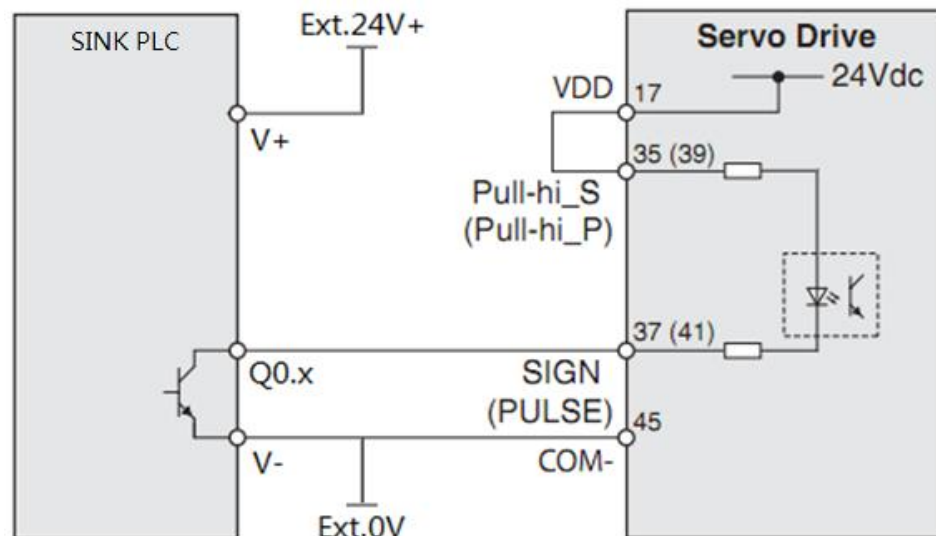 SINK PLC
Ext.24V+
V+
Q0.x
V-
Ext.0V
Servo Drive
24Vdc
VDD
17
35 (39)
Pull-hi_S
(Pull-hi_P)
37 (41)
SIGN
(PULSE)
45
COM-